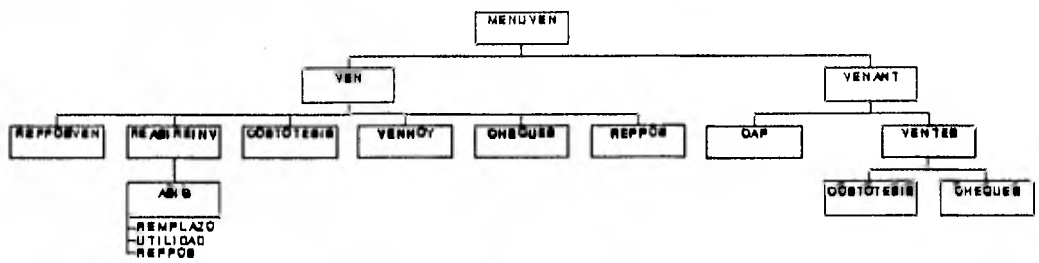 MENUVEN
VEN
VENANT
REPPOSVEN
REASIREINV
COSTOTESIS
VENHOY
CHEQUES
REPPOS
CAP
VENTES
ASIG
COSTOTESIS
CHEQUES
REMPLAZO
UTILIDAD
REPPOS